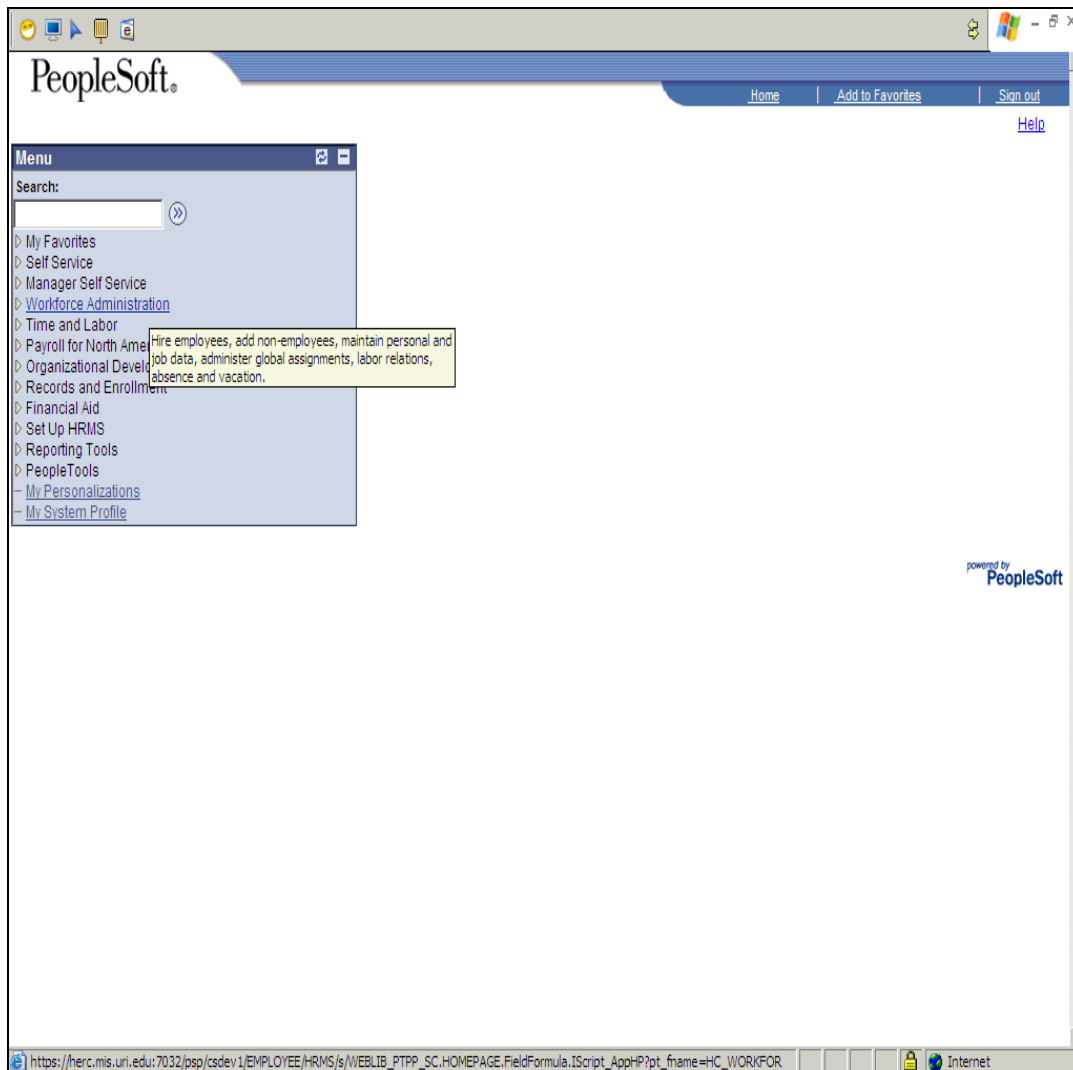 PeopleSoft®
Home | Add to Favorites | Sign out
Help
Menu
Search:
My Favorites
Self Service
Manager Self Service
Workforce Administration
Time and Labor
Hire employees, add non-employees, maintain personal and
job data, administer global assignments, labor relations,
absence and vacation.
Payroll for North Ame
Organizational Develo
Records and Enrollment
Financial Aid
Set Up HRMS
Reporting Tools
PeopleTools
My Personalizations
My System Profile
powered by
PeopleSoft
https://herc.mis.uri.edu:7032/psp/csdev1/EMPLOYEE/HRMS/s/WEBLIB_PTPP_SC.HOMEPAGE.FieldFormula.IScript_AppHP?pt_fname=HC_WORKFOR
Internet